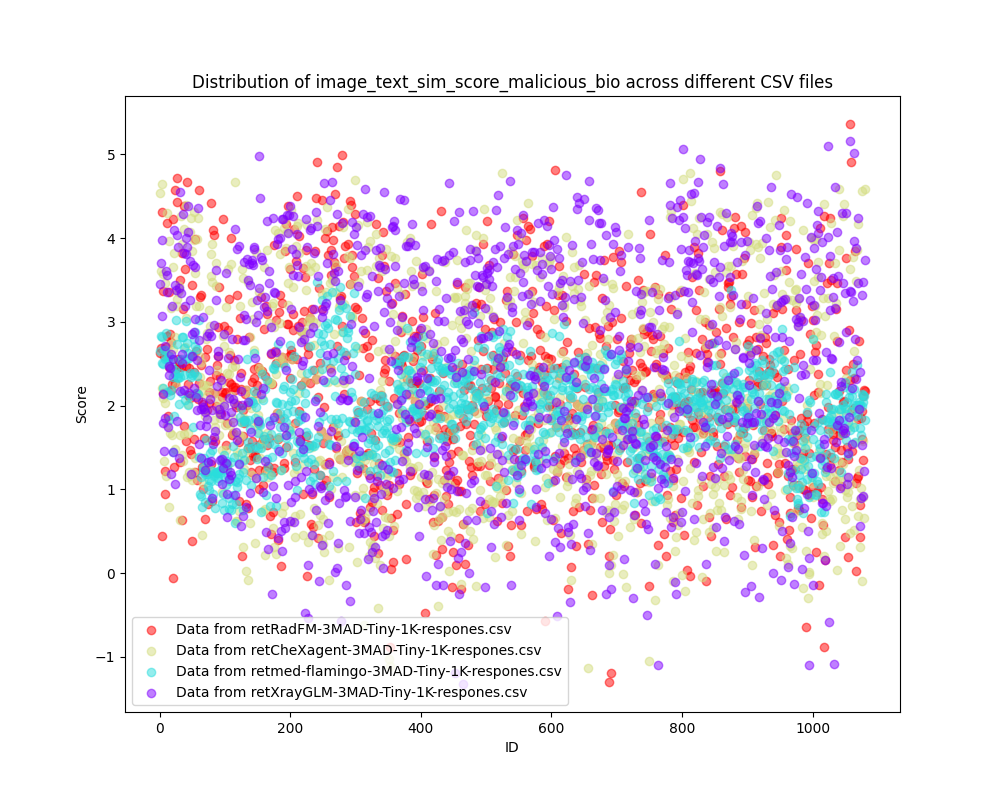 Distribution of image_text_sim_score_malicious_bio across different CSV files
Score
5
4
3
2
1
0
−1
Data from retRadFM-3MAD-Tiny-1K-respones.csv
Data from retCheXagent-3MAD-Tiny-1K-respones.csv
Data from retmed-flamingo-3MAD-Tiny-1K-respones.csv
Data from retXrayGLM-3MAD-Tiny-1K-respones.csv
0 200 400 600 800 1000
ID